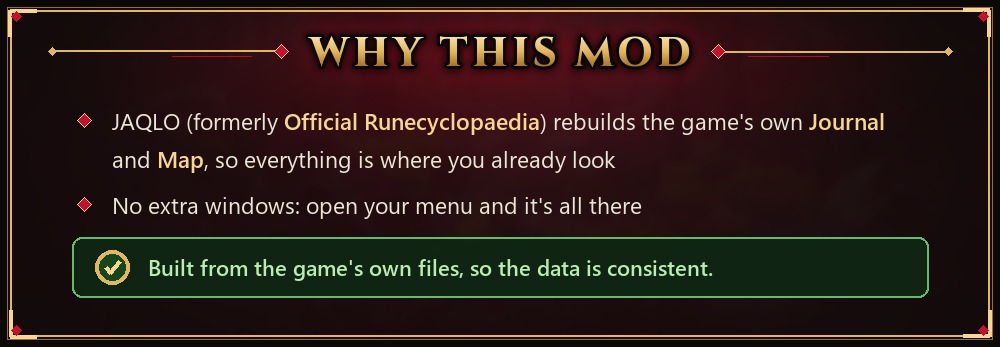 WHY THIS MOD
JAQLO (formerly Official Runecyclopaedia) rebuilds the game's own Journal
and Map, so everything is where you already look
No extra windows: open your menu and it's all there
Built from the game's own files, so the data is consistent.